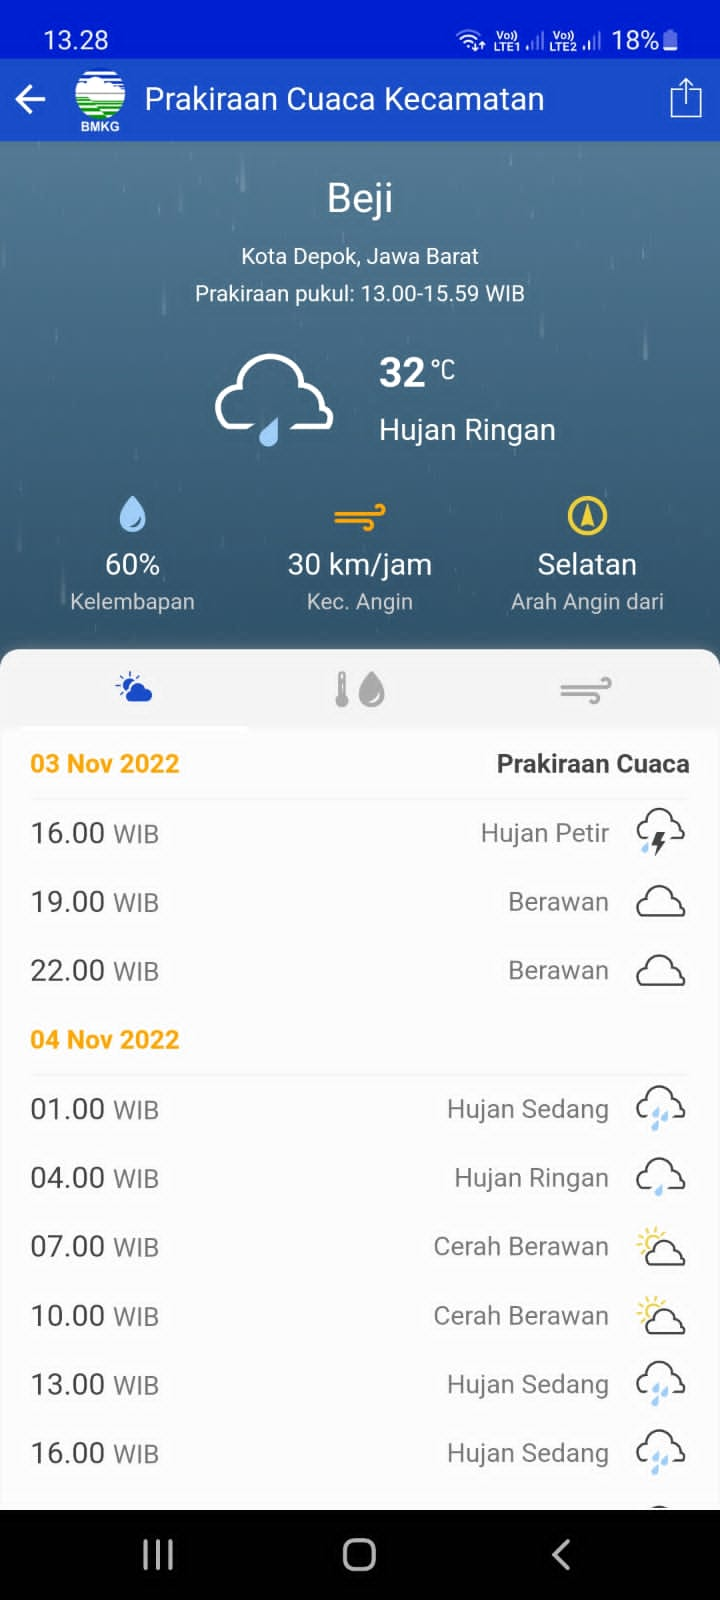 13.28
Vo)) LTE1 Vo)) LTE2 18%
BMKG
Prakiraan Cuaca Kecamatan
Beji
Kota Depok, Jawa Barat
Prakiraan pukul: 13.00-15.59 WIB
32 °C
Hujan Ringan
60% 30 km/jam Selatan
Kelembapan Kec. Angin Arah Angin dari
03 Nov 2022 Prakiraan Cuaca
16.00 WIB Hujan Petir
19.00 WIB Berawan
22.00 WIB Berawan
04 Nov 2022
01.00 WIB Hujan Sedang
04.00 WIB Hujan Ringan
07.00 WIB Cerah Berawan
10.00 WIB Cerah Berawan
13.00 WIB Hujan Sedang
16.00 WIB Hujan Sedang